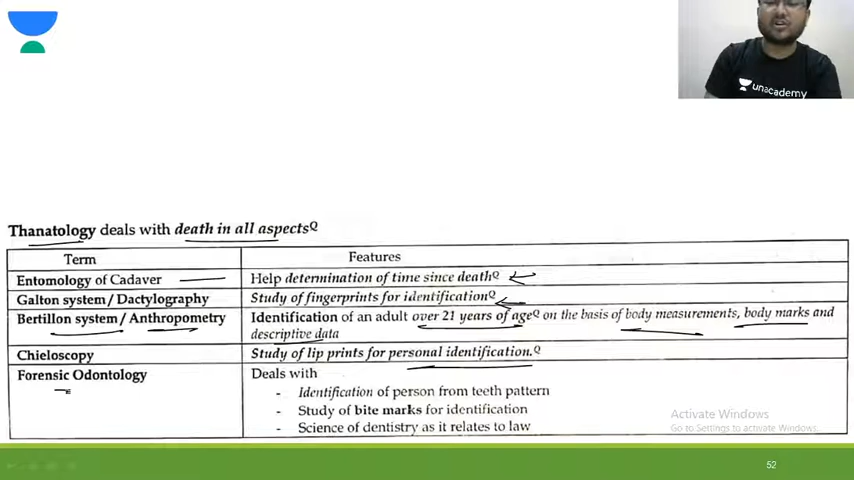 unacademy
Thanatology deals with death in all aspectsQ
Term Features
Entomology of Cadaver Help determination of time since deathQ
Galton system/Dactylography Study of fingerprints for identificationQ
Bertillon system/Anthropometry Identification of an adult over 21 years of ageQ on the basis of body measurements, body marks and
descriptive data
Chieloscopy Study of lip prints for personal identification.Q
Forensic Odontology Deals with
- Identification of person from teeth pattern
- Study of bite marks for identification
- Science of dentistry as it relates to law
Activate Windows
Go to Settings to activate Windows.
52